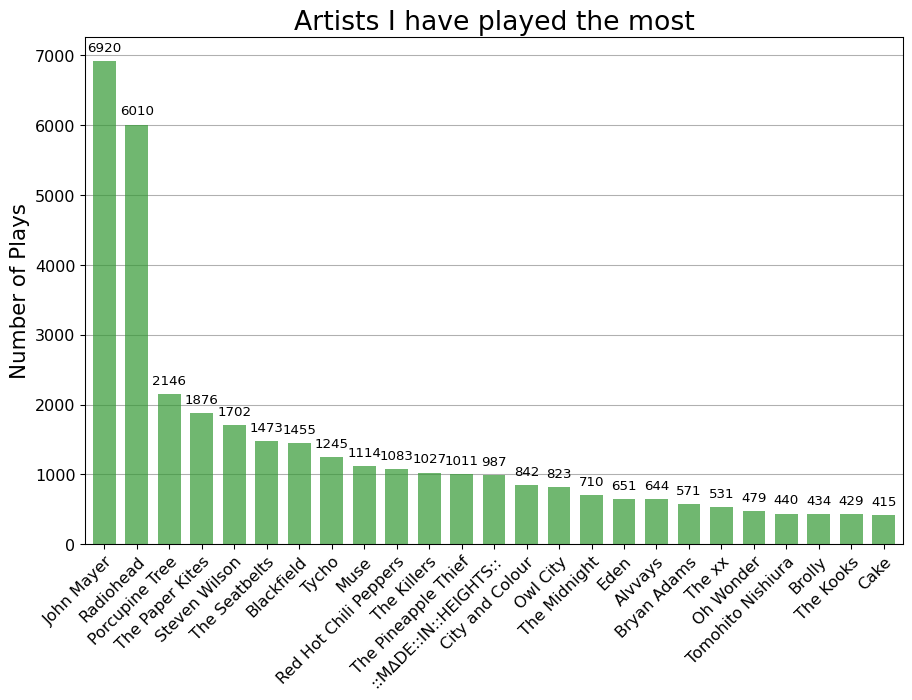 Artists I have played the most
Number of Plays
7000
6000
5000
4000
3000
2000
1000
0
6920
6010
2146
1876
1702
1473
1455
1245
1114
1083
1027
1011
987
842
823
710
651
644
571
531
479
440
434
429
415
John Mayer
Radiohead
Porcupine Tree
The Paper Kites
Steven Wilson
The Seatbelts
Blackfield
Tycho
Muse
Red Hot Chili Peppers
The Killers
The Pineapple Thief
::M∆DE::IN::HEIGHTS::
City and Colour
Owl City
The Midnight
Eden
Alvvays
Bryan Adams
The xx
Oh Wonder
Tomohito Nishiura
Brolly
The Kooks
Cake